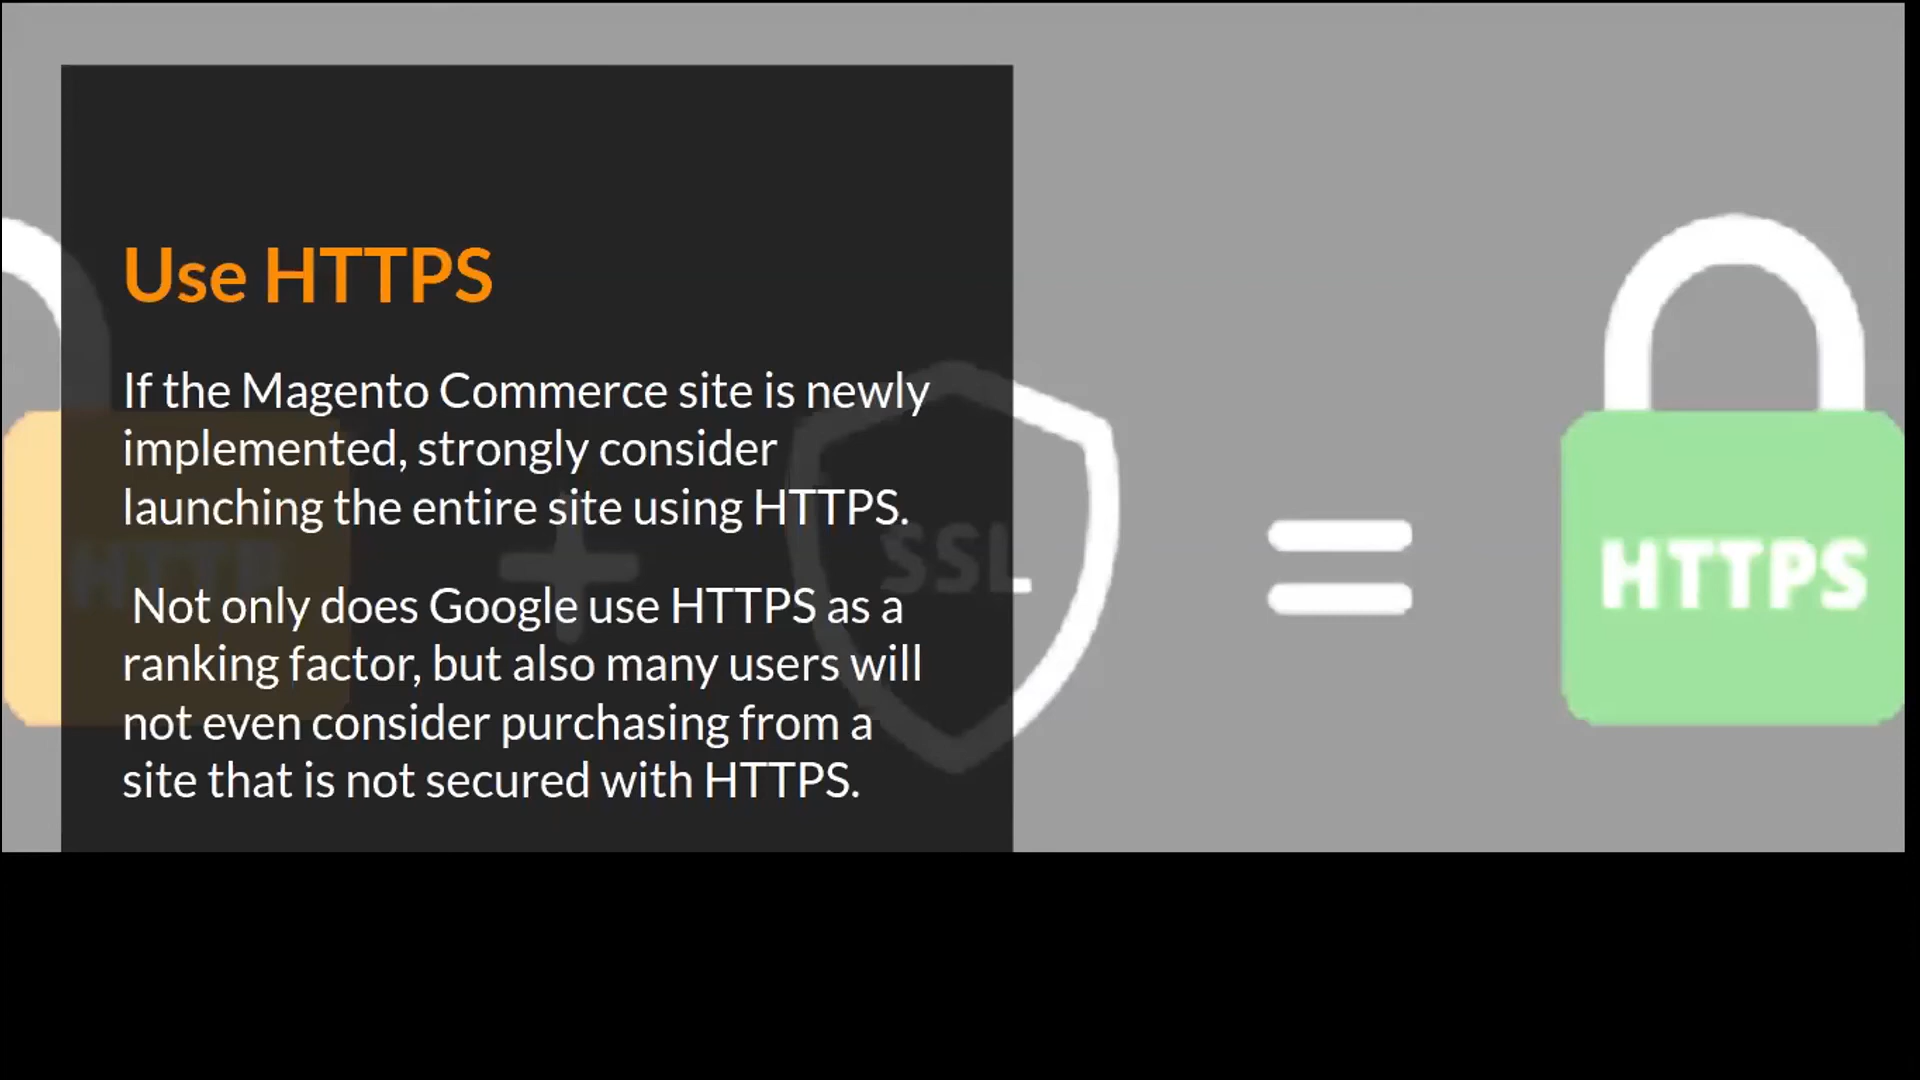 Use HTTPS
If the Magento Commerce site is newly
implemented, strongly consider
launching the entire site using HTTPS.
Not only does Google use HTTPS as a
ranking factor, but also many users will
not even consider purchasing from a
site that is not secured with HTTPS.
HTTP
+
SSL
=
HTTPS